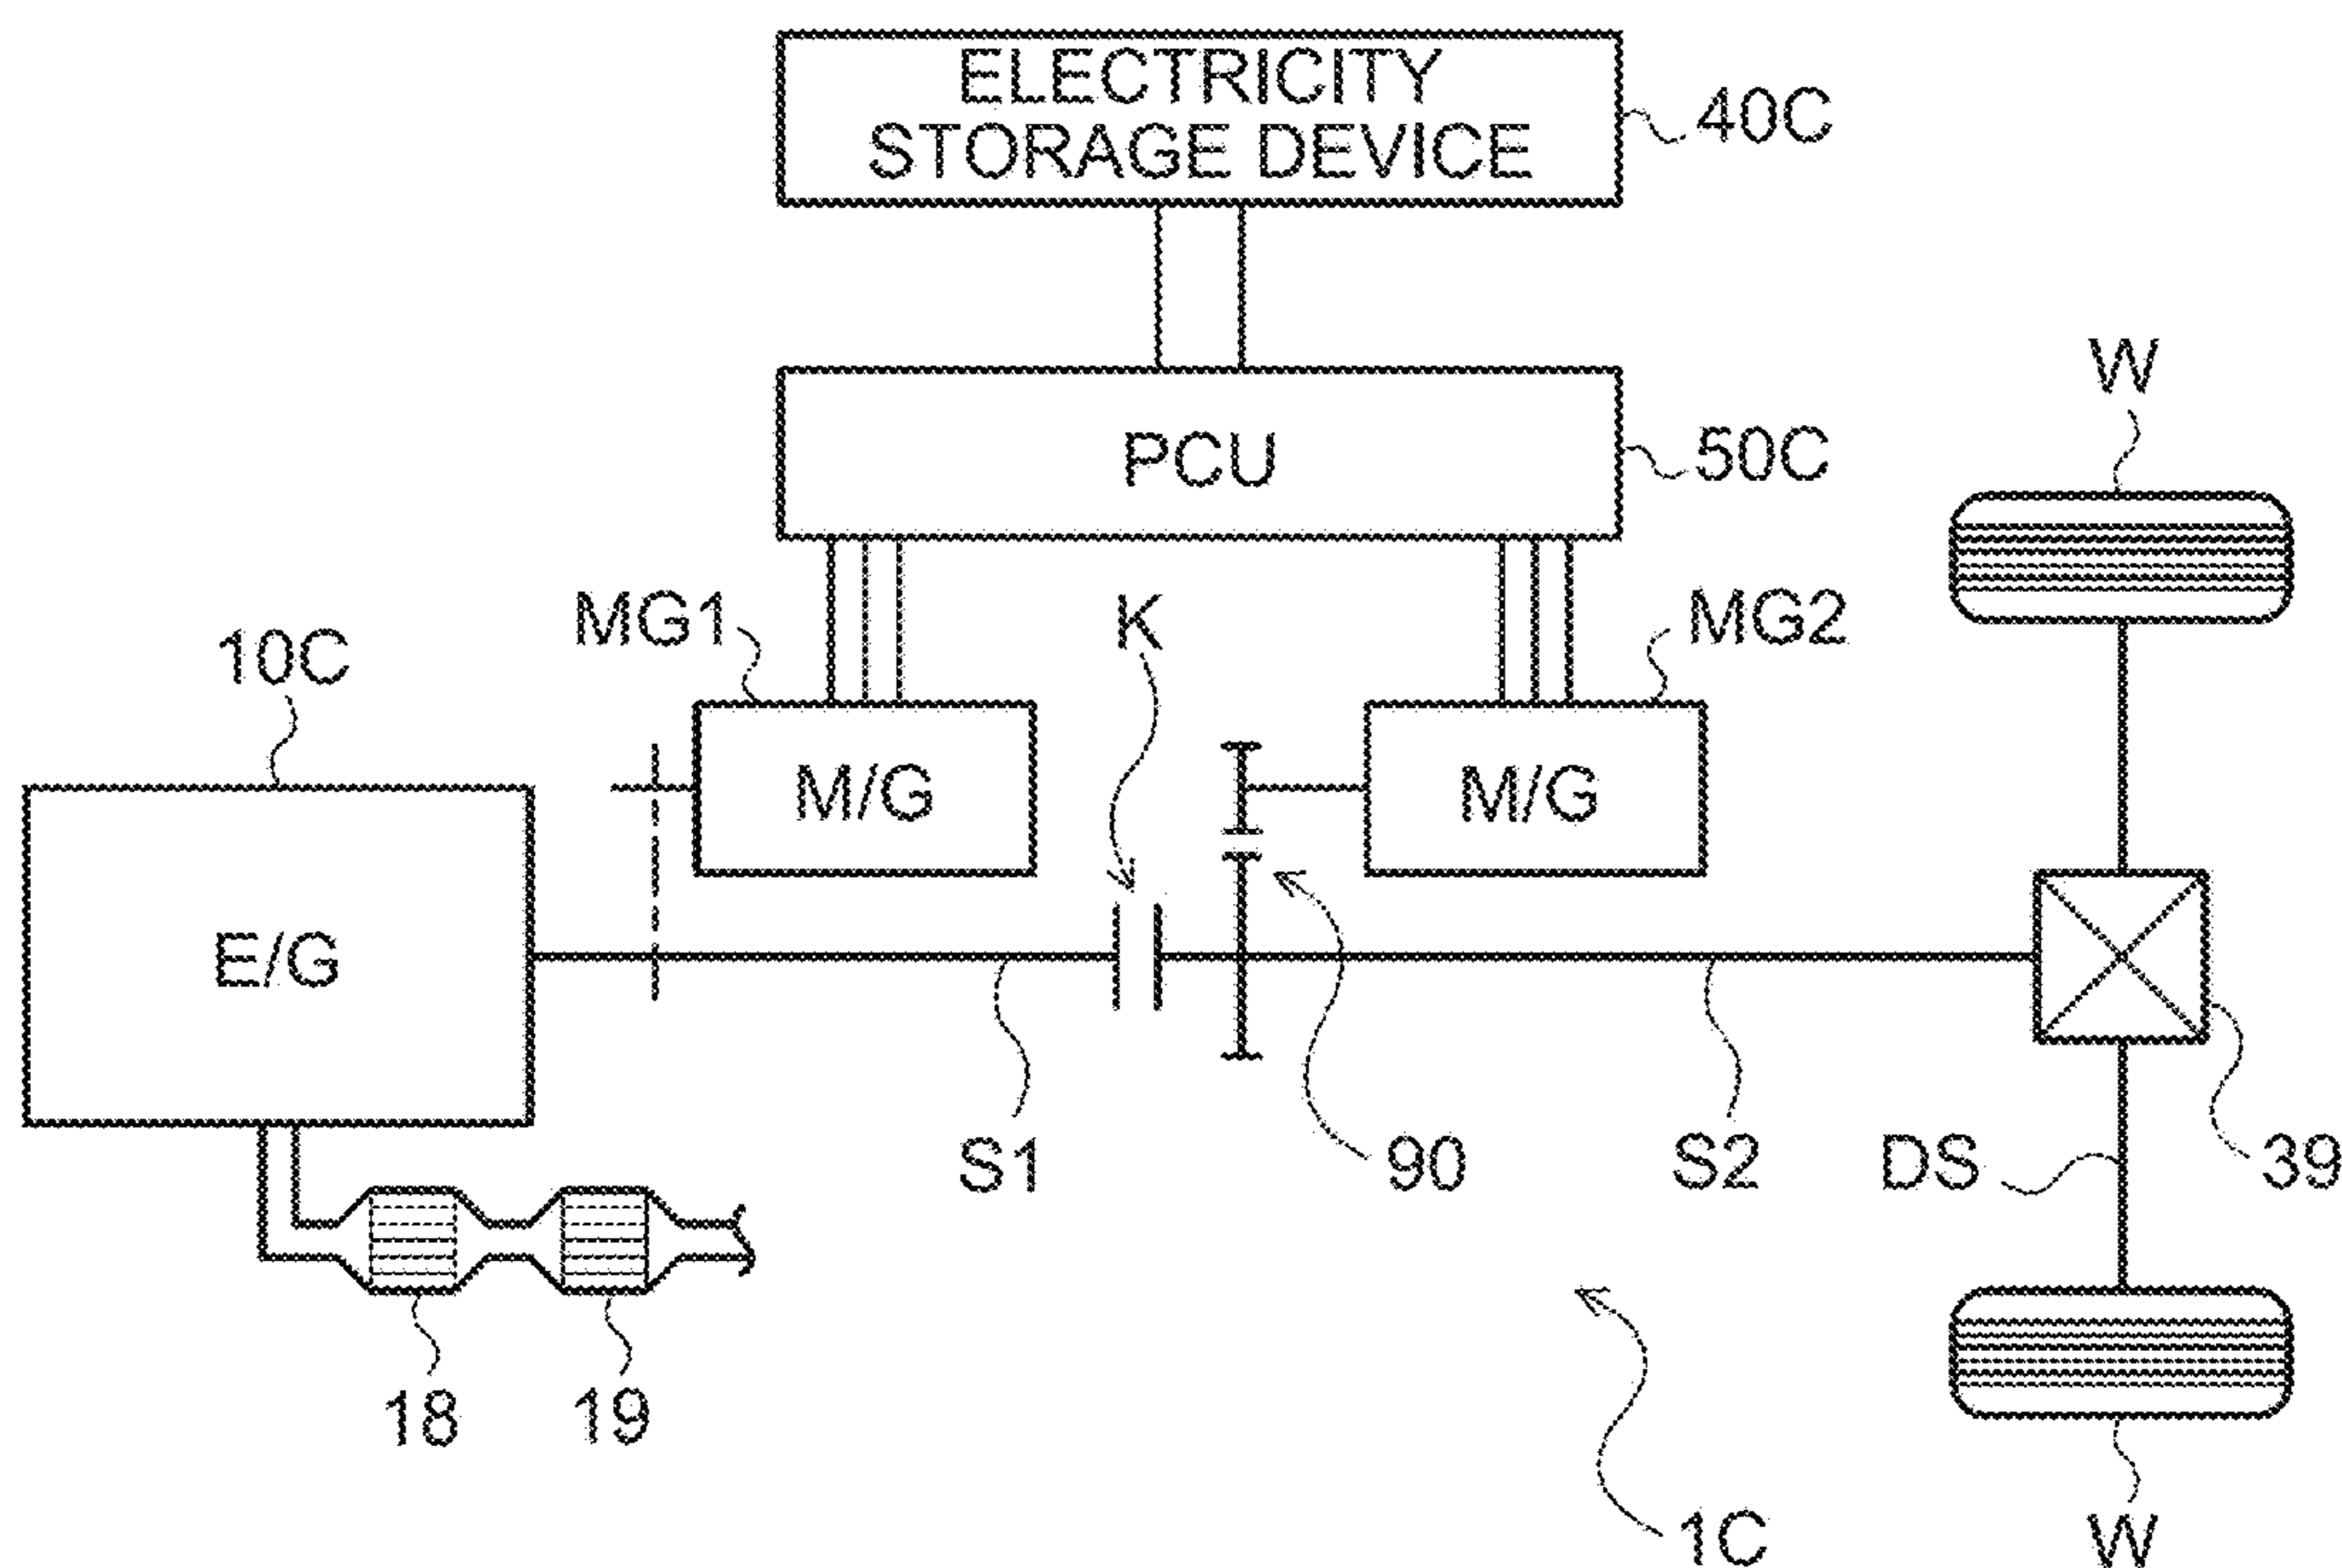 ELECTRICITY
STORAGE DEVICE
40C
PCU
50C
W
MG1
K
MG2
10C
M/G
M/G
E/G
S1
90
S2
DS
39
18
19
1C
W